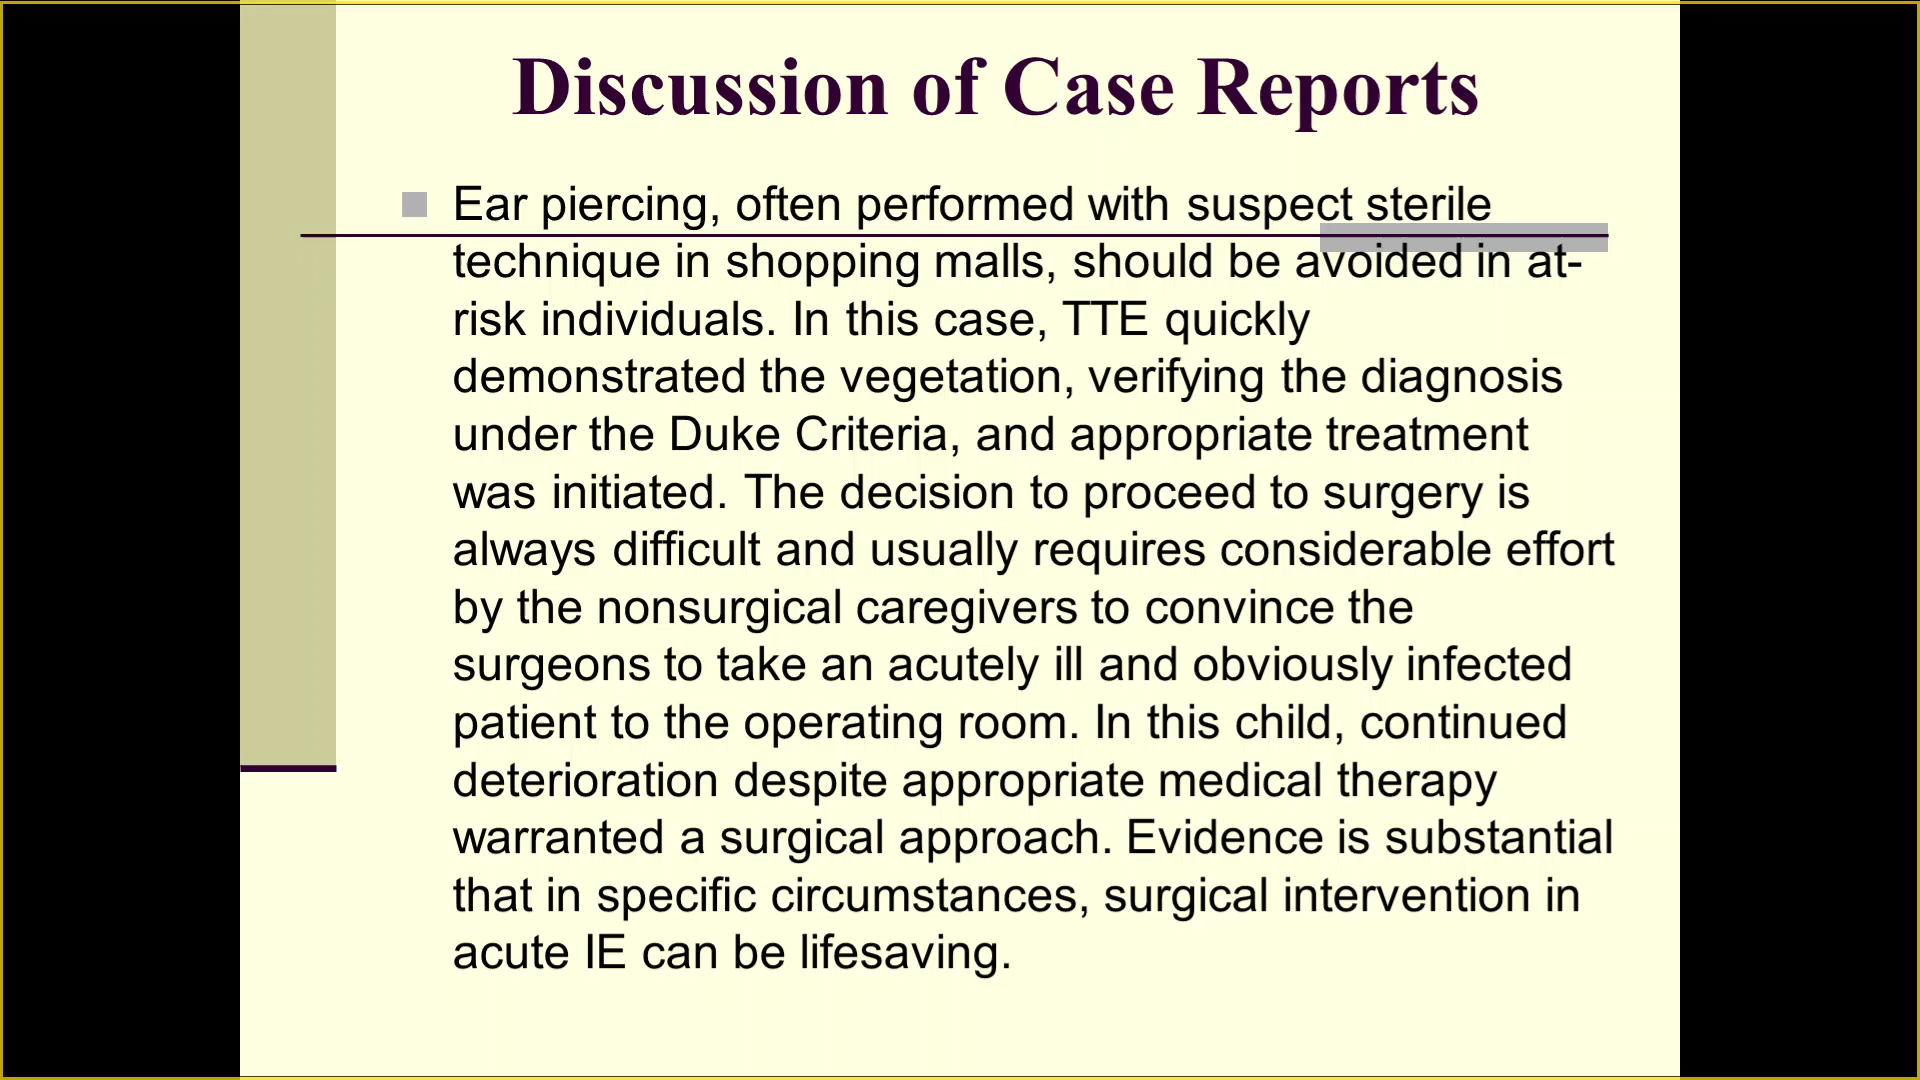 Discussion of Case Reports
Ear piercing, often performed with suspect sterile
technique in shopping malls, should be avoided in at-
risk individuals. In this case, TTE quickly
demonstrated the vegetation, verifying the diagnosis
under the Duke Criteria, and appropriate treatment
was initiated. The decision to proceed to surgery is
always difficult and usually requires considerable effort
by the nonsurgical caregivers to convince the
surgeons to take an acutely ill and obviously infected
patient to the operating room. In this child, continued
deterioration despite appropriate medical therapy
warranted a surgical approach. Evidence is substantial
that in specific circumstances, surgical intervention in
acute IE can be lifesaving.